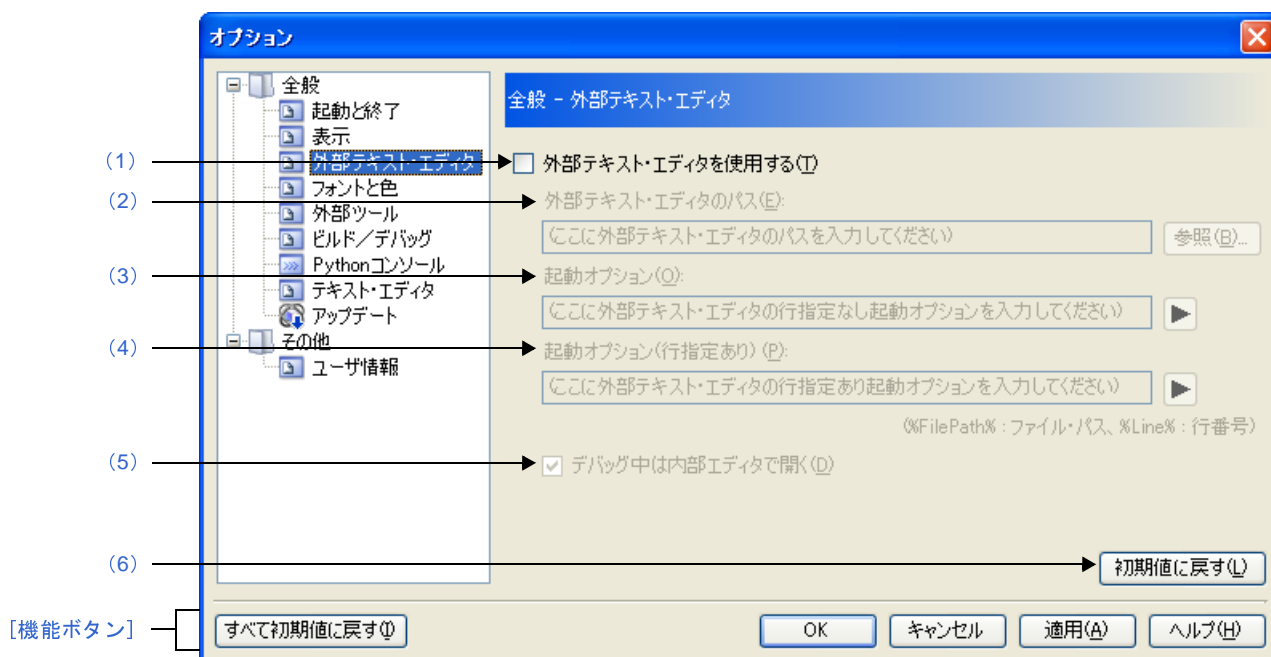 オプション
全般
起動と終了
表示
外部テキスト・エディタ
フォントと色
外部ツール
ビルド／デバッグ
Pythonコンソール
テキスト・エディタ
アップデート
その他
ユーザ情報
全般 - 外部テキスト・エディタ
(1)
外部テキスト・エディタを使用する(T)
(2)
外部テキスト・エディタのパス(E):
(ここに外部テキスト・エディタのパスを入力してください)
参照(B)...
(3)
起動オプション(O):
(ここに外部テキスト・エディタの行指定なし起動オプションを入力してください)
(4)
起動オプション(行指定あり) (P):
(ここに外部テキスト・エディタの行指定あり起動オプションを入力してください)
(%FilePath% : ファイル・パス、%Line% : 行番号)
(5)
デバッグ中は内部エディタで開く(D)
(6)
初期値に戻す(L)
[機能ボタン]
すべて初期値に戻す(I)
OK
キャンセル
適用(A)
ヘルプ(H)